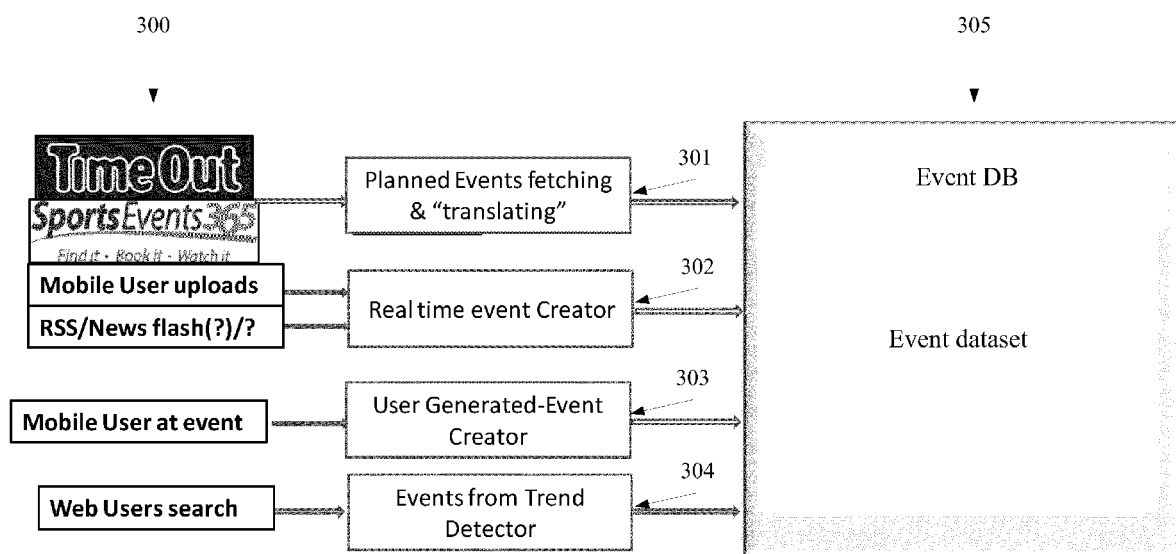 300
305
TimeOut
SportsEvents365
Find it • Book it • Watch it
Planned Events fetching
& “translating”
301
Event DB
Mobile User uploads
RSS/News flash(?)/?
Real time event Creator
302
Event dataset
Mobile User at event
User Generated-Event
Creator
303
Web Users search
Events from Trend
Detector
304